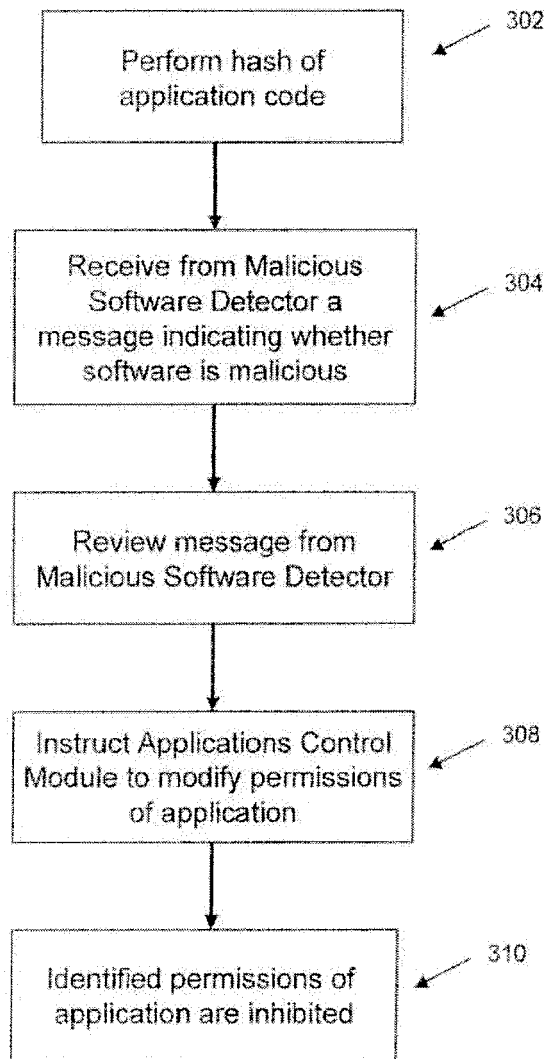 302
Perform hash of
application code
Receive from Malicious
Software Detector a
message indicating whether
software is malicious
304
Review message from
Malicious Software Detector
306
Instruct Applications Control
Module to modify permissions
of application
308
Identified permissions of
application are inhibited
310